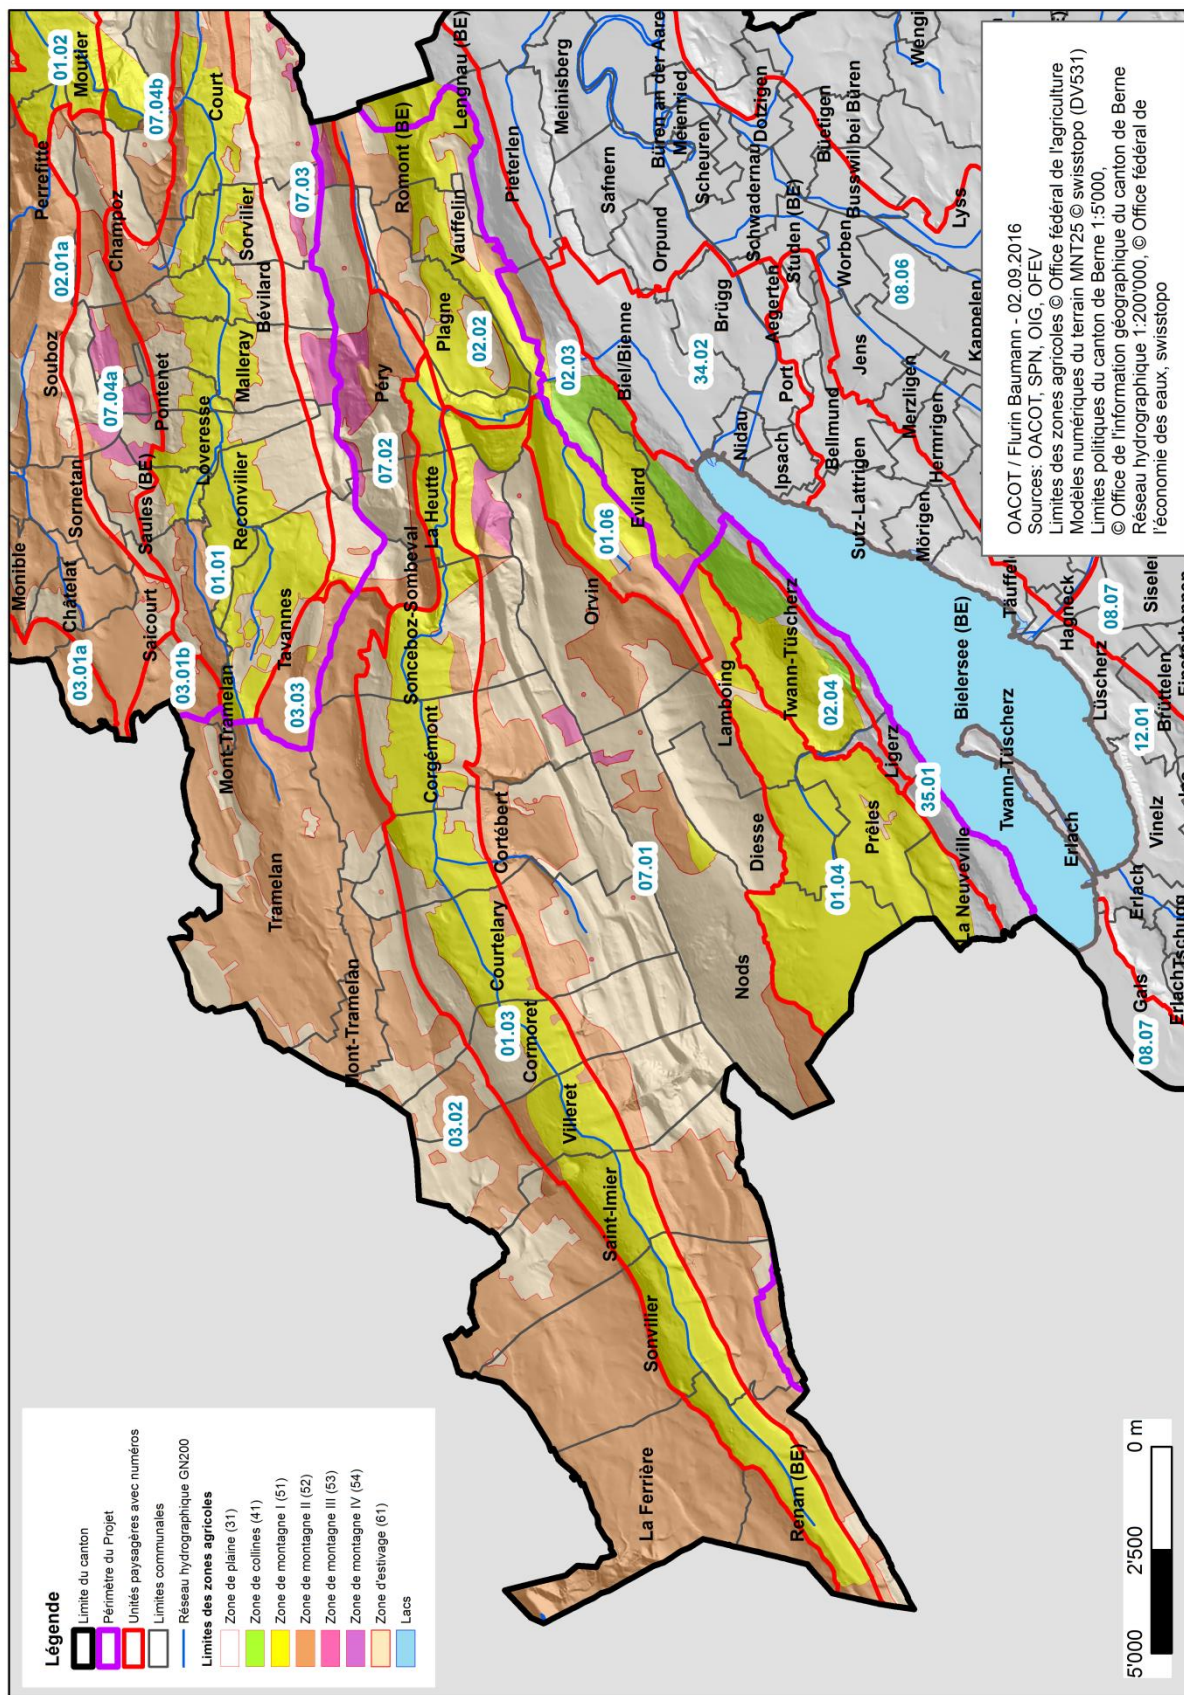 Légende
Limite du canton
Périmètre du Projet
Unités paysagères avec numéros
Limites communales
Réseau hydrographique GN200
Limites des zones agricoles
Zone de plaine (31)
Zone de collines (41)
Zone de montagne I (51)
Zone de montagne II (52)
Zone de montagne III (53)
Zone de montagne IV (54)
Zone d'estivage (61)
Lacs
La Ferrière
Renan (BE)
Sonvilier
Saint-Imier
Villeret
Cormoret
Courtelary
Cortébert
Corgémont
Sonceboz-Sombeval
La Heutte
Péry
Mont-Tramelan
Tramelan
Mont-Tramelan
Tavannes
Reconvilier
Loveresse
Saicourt
Châtelat
Monible
Sornetan
Saules (BE)
Souboz
Pontenet
Malleray
Bévilard
Sorvilier
Champoz
Perrefitte
Moutier
Court
Romont (BE)
Vauffelin
Plagne
Lengnau (BE)
Pieterlen
Meinisberg
Safnern
Büren an der Aare
Meienried
Scheuren
Orpund
Schwadernau
Dotzigen
Büetigen
Wengi
Studen (BE)
Busswil bei Büren
Worben
Lyss
Aegerten
Brügg
Biel/Bienne
Nidau
Port
Ipsach
Bellmund
Jens
Merzligen
Kappelen
Hermrigen
Sutz-Lattrigen
Mörigen
Täuffel
Hagneck
Siselen
Lüscherz
Brüttelen
Vinelz
Erlach
Gals
Tschugg
Erlach
Erlach
Twann-Tüscherz
Bielersee (BE)
Evilard
Orvin
Lamboing
Twann-Tüscherz
Ligerz
Diesse
Prêles
Nods
La Neuveville
01.01
01.02
01.03
01.04
01.06
02.01a
02.02
02.03
02.04
03.01a
03.01b
03.02
03.03
07.01
07.02
07.03
07.04a
07.04b
08.06
08.07
08.07
12.01
34.02
35.01
5'000
2'500
0 m
OACOT / Flurin Baumann - 02.09.2016
Sources: OACOT, SPN, OIG, OFEV
Limites des zones agricoles © Office fédéral de l'agriculture
Modèles numériques du terrain MNT25 © swisstopo (DV531)
Limites politiques du canton de Berne 1:5'000,
© Office de l'information géographique du canton de Berne
Réseau hydrographique 1:200'000, © Office fédéral de
l'économie des eaux, swisstopo